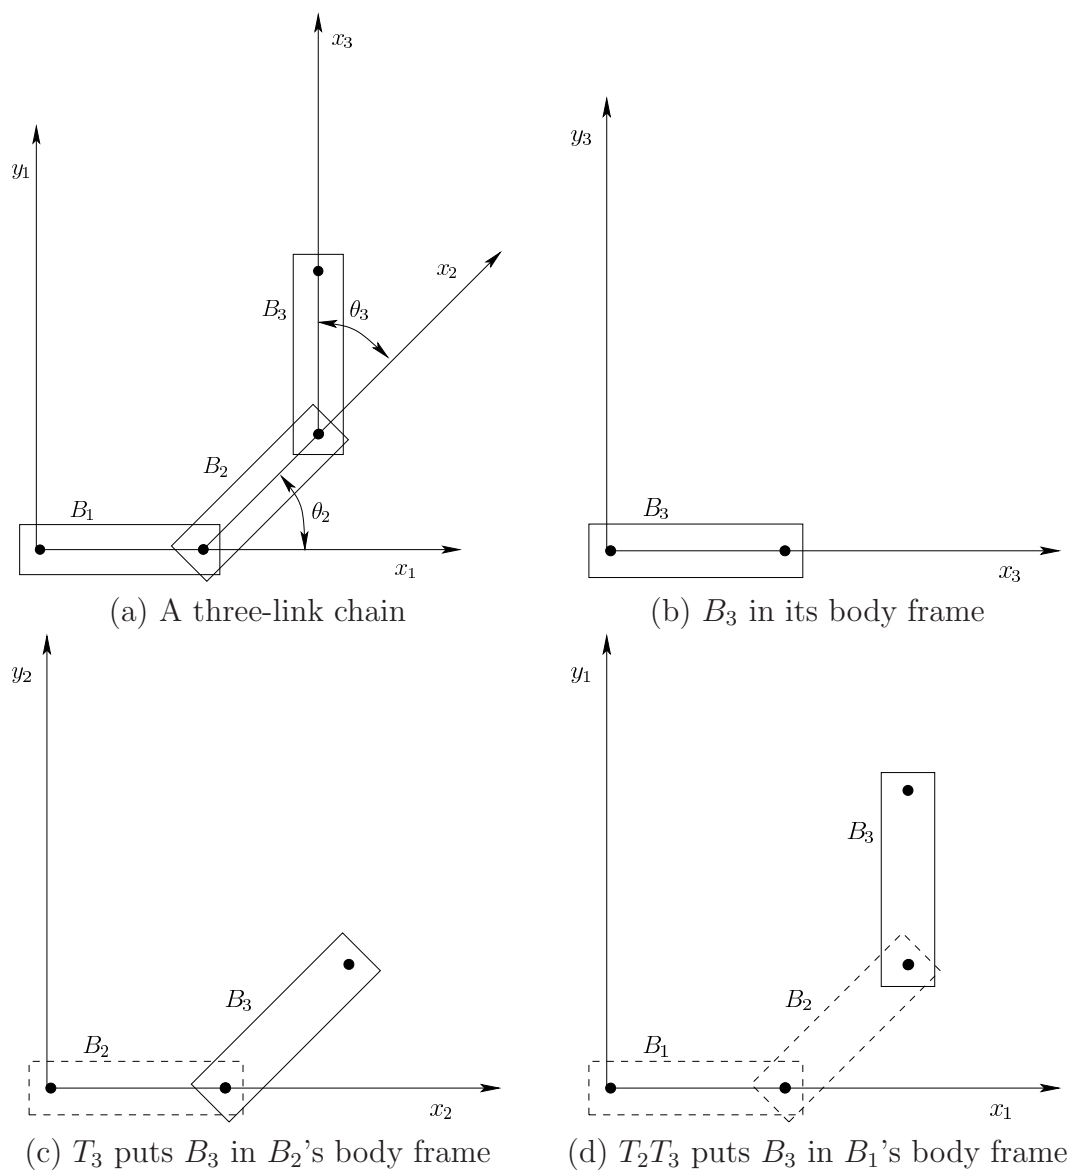 x₃
y₁
x₂
B₃
θ₃
B₂
θ₂
B₁
x₁
(a) A three-link chain
y₃
B₃
x₃
(b) B₃ in its body frame
y₂
B₃
B₂
x₂
(c) T₃ puts B₃ in B₂'s body frame
y₁
B₃
B₂
B₁
x₁
(d) T₂T₃ puts B₃ in B₁'s body frame